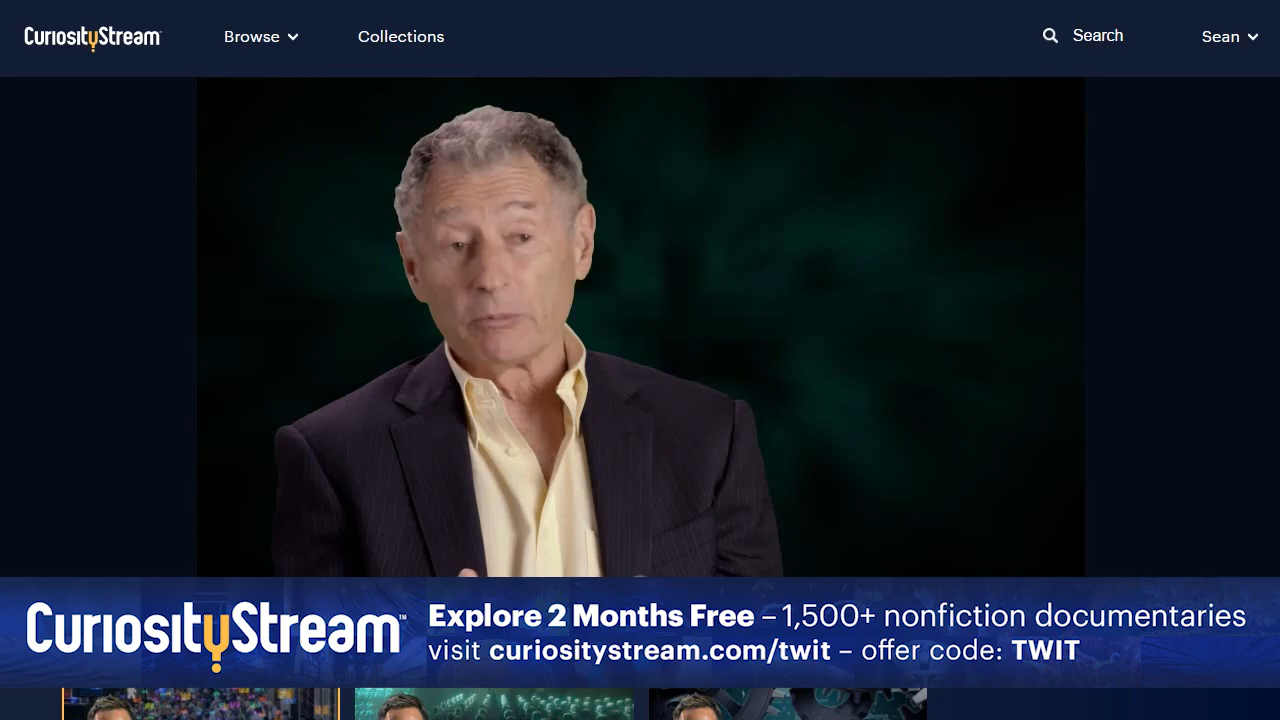 CuriosityStream
Browse
Collections
Search
Sean
CuriosityStream™
Explore 2 Months Free – 1,500+ nonfiction documentaries
visit curiositystream.com/twit – offer code: TWIT